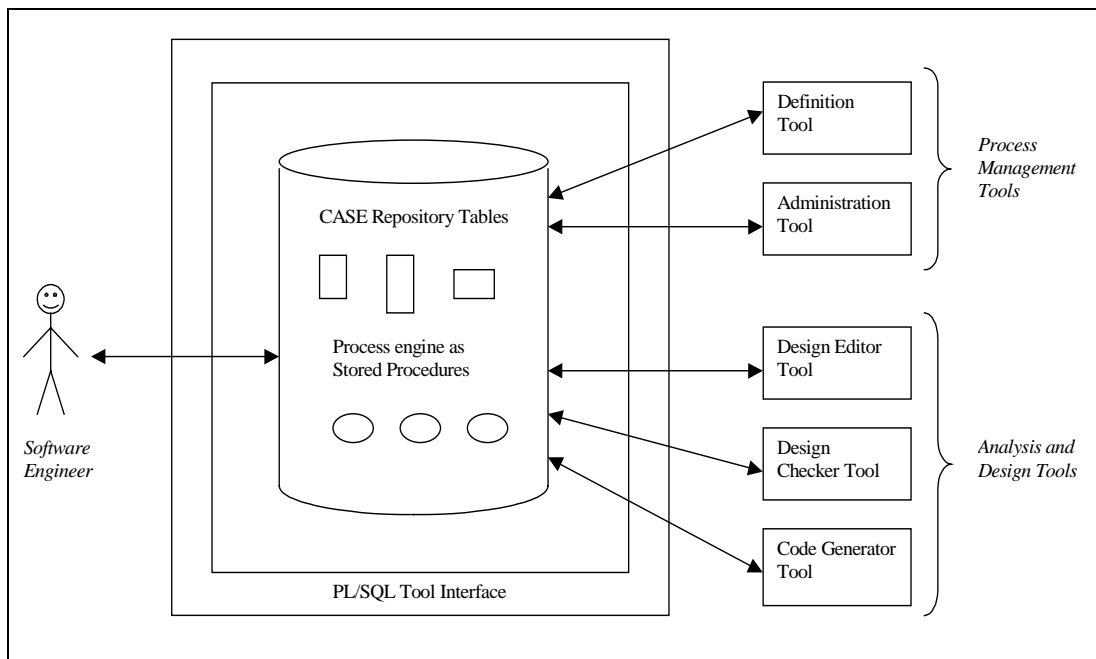 Software
Engineer
CASE Repository Tables
Process engine as
Stored Procedures
PL/SQL Tool Interface
Definition
Tool
Administration
Tool
Process
Management
Tools
Design Editor
Tool
Design
Checker Tool
Code Generator
Tool
Analysis and
Design Tools